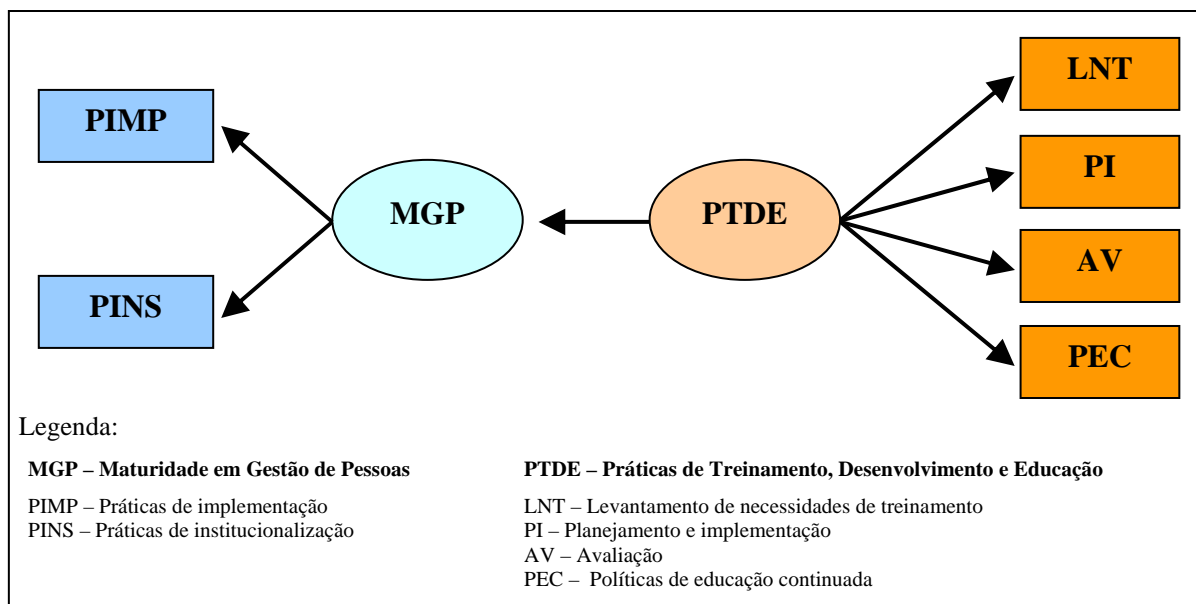 LNT
PIMP
PI
MGP
PTDE
AV
PINS
PEC
Legenda:
MGP – Maturidade em Gestão de Pessoas
PIMP – Práticas de implementação
PINS – Práticas de institucionalização
PTDE – Práticas de Treinamento, Desenvolvimento e Educação
LNT – Levantamento de necessidades de treinamento
PI – Planejamento e implementação
AV – Avaliação
PEC – Políticas de educação continuada